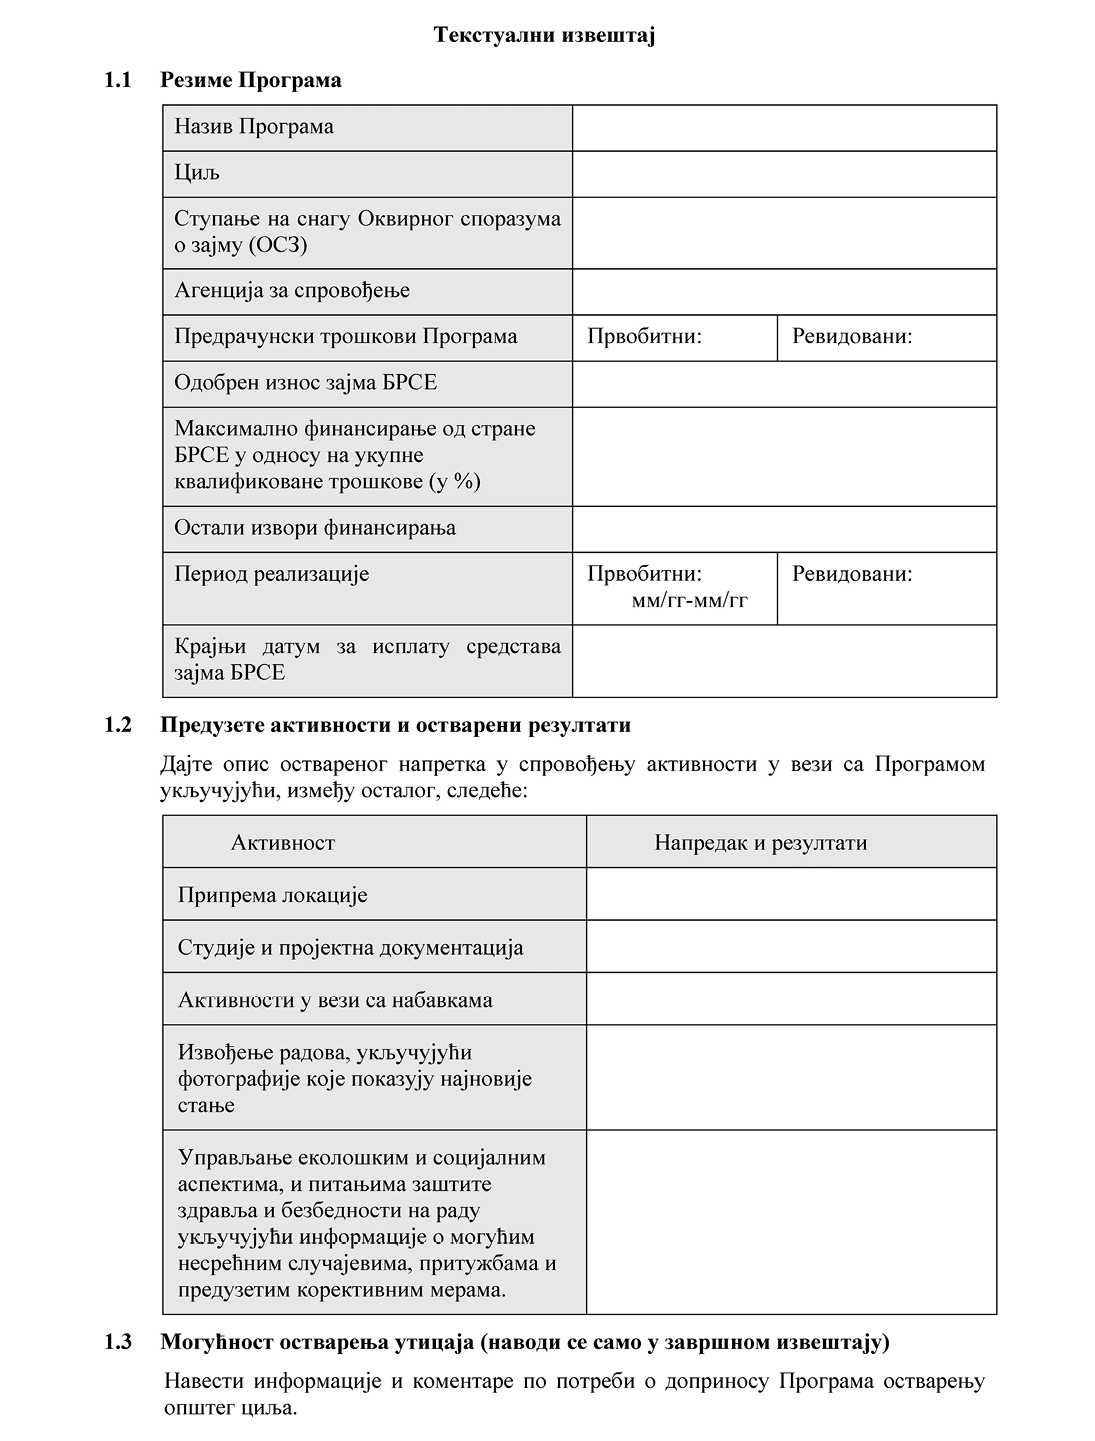 Текстуални извештај
1.1 Резиме Програма
Назив Програма
Циљ
Ступање на снагу Оквирног споразума
о зајму (ОСЗ)
Агенција за спровођење
Предрачунски трошкови Програма Првобитни: Ревидовани:
Одобрен износ зајма БРСЕ
Максимално финансирање од стране
БРСЕ у односу на укупне
квалификоване трошкове (у %)
Остали извори финансирања
Период реализације Првобитни: Ревидовани:
мм/гг-мм/гг
Крајњи датум за исплату средстава
зајма БРСЕ
1.2 Предузете активности и остварени резултати
Дајте опис оствареног напретка у спровођењу активности у вези са Програмом
укључујући, између осталог, следеће:
Активност Напредак и резултати
Припрема локације
Студије и пројектна документација
Активности у вези са набавкама
Извођење радова, укључујући
фотографије које показују најновије
стање
Управљање еколошким и социјалним
аспектима, и питањима заштите
здравља и безбедности на раду
укључујући информације о могућим
несрећним случајевима, притужбама и
предузетим корективним мерама.
1.3 Могућност остварења утицаја (наводи се само у завршном извештају)
Навести информације и коментаре по потреби о доприносу Програма остварењу
општег циља.